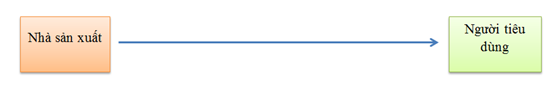 Nhà sản xuất
Người tiêu
dùng